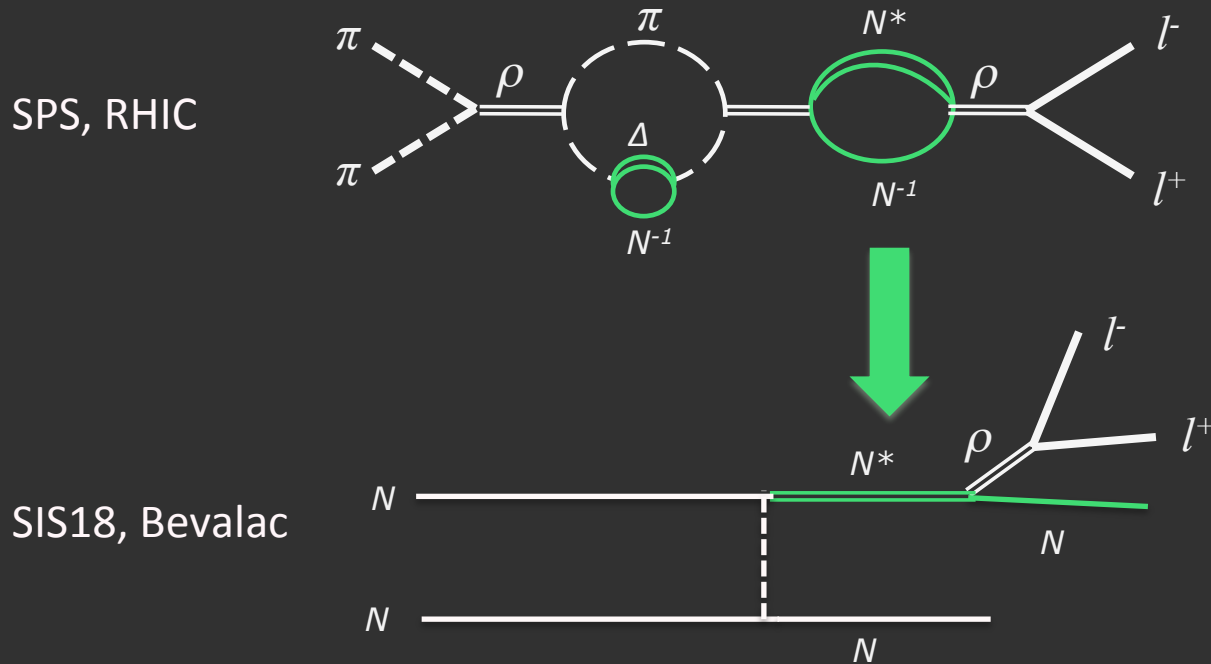 π N* l-
π ρ ρ
SPS, RHIC
Δ
π N-1 l+
N-1
l-
ρ l+
N*
N
SIS18, Bevalac
N
N
N